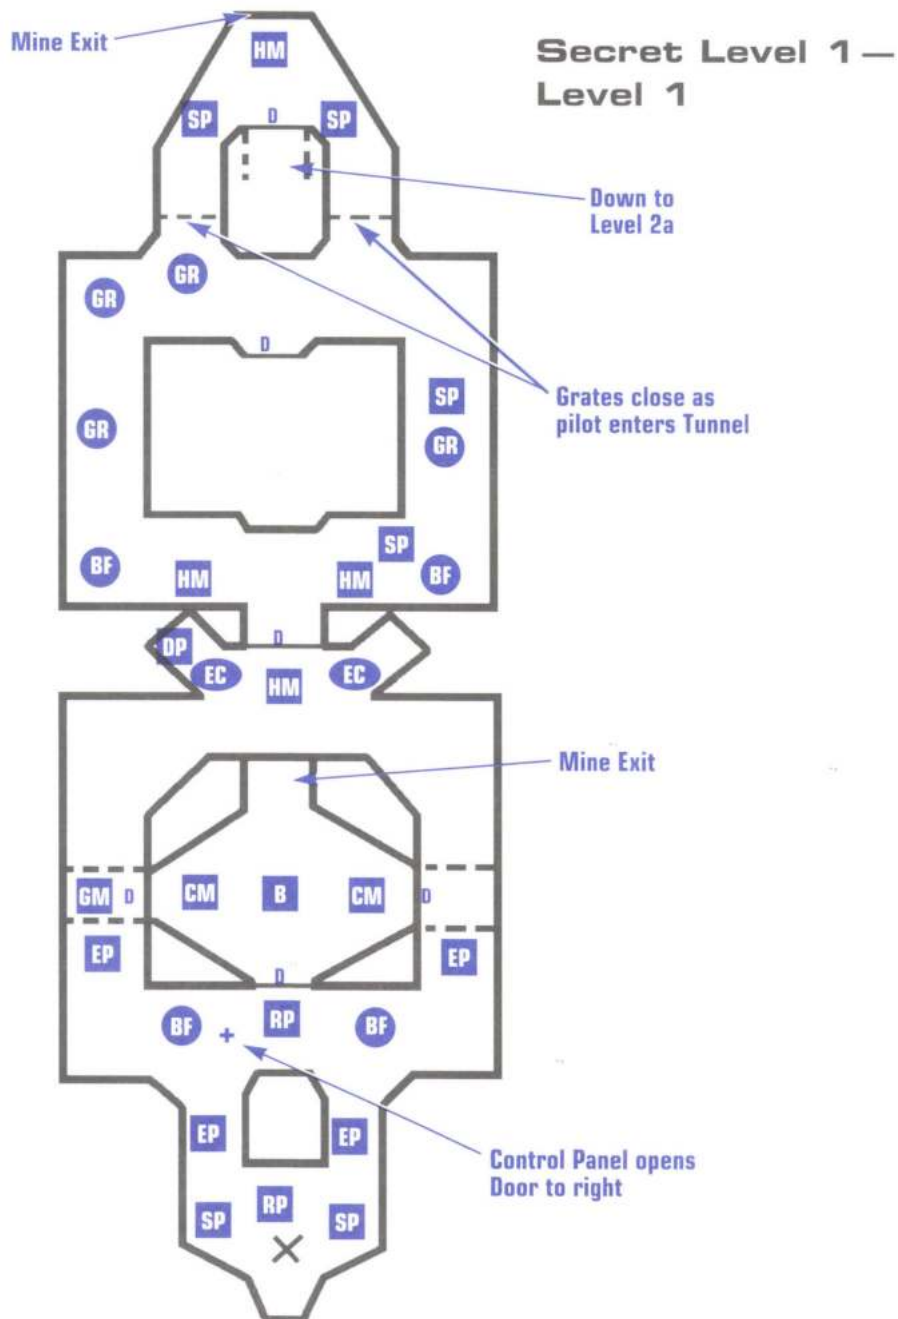 Mine Exit
HM
Secret Level 1—
Level 1
SP
D
SP
Down to
Level 2a
GR
GR
D
Grates close as
pilot enters Tunnel
SP
GR
GR
SP
BF
HM
HM
BF
D
DP
EC
HM
EC
Mine Exit
GM
D
CM
B
CM
D
EP
EP
D
BF
+
RP
BF
EP
EP
Control Panel opens
Door to right
SP
RP
SP
X